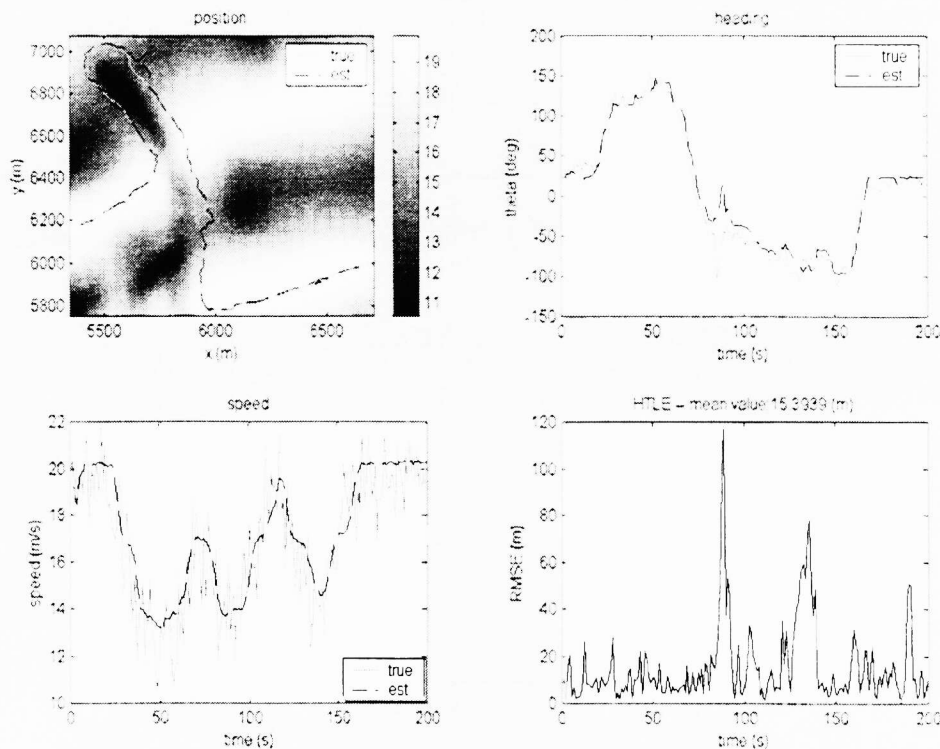 position
7000
6800
6600
6400
6200
6000
5800
y (m)
5500 6000 6500
x (m)
true
est
19
18
17
16
15
14
13
12
11
heading
200
150
100
50
0
-50
-100
-150
theta (deg)
0 50 100 150 200
time (s)
true
est
speed
22
20
18
16
14
12
10
speed (m/s)
0 50 100 150 200
time (s)
true
est
HTLE – mean value 15.3939 (m)
120
100
80
60
40
20
0
RMSE (m)
0 50 100 150 200
time (s)